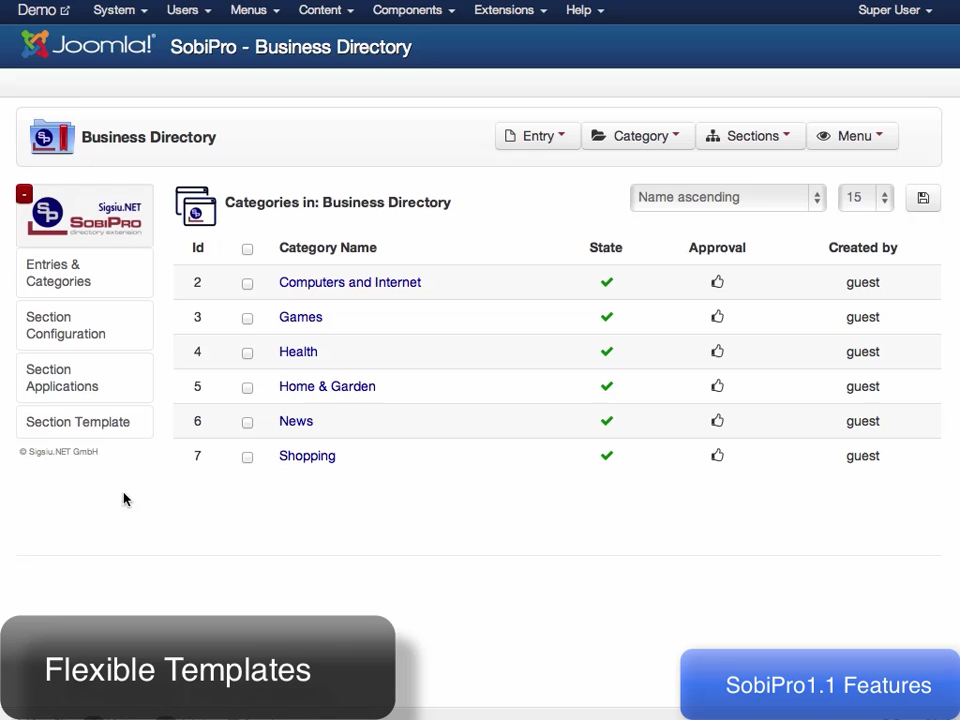 Demo System Users Menus Content Components Extensions Help Super User
Joomla! SobiPro - Business Directory
Business Directory Entry Category Sections Menu
-
Sigsiu.NET
SP SobiPro
directory extension
Entries &
Categories
Section
Configuration
Section
Applications
Section Template
© Sigsiu.NET GmbH
Categories in: Business Directory Name ascending 15
Id Category Name State Approval Created by
2 Computers and Internet guest
3 Games guest
4 Health guest
5 Home & Garden guest
6 News guest
7 Shopping guest
Flexible Templates
SobiPro1.1 Features